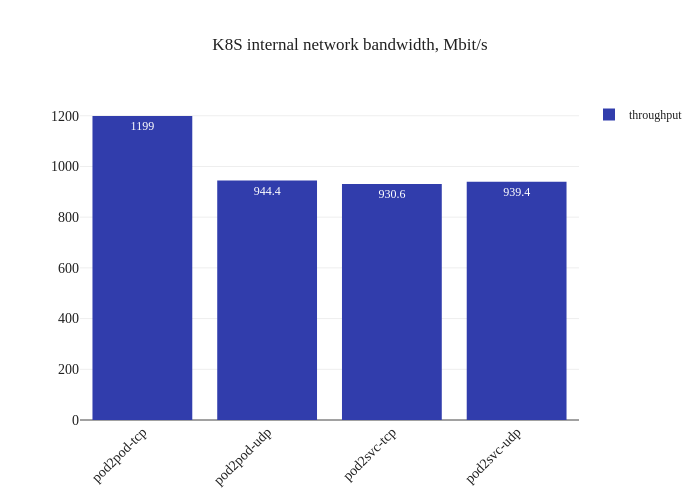 K8S internal network bandwidth, Mbit/s
throughput
1200
1000
800
600
400
200
0
1199
944.4
930.6
939.4
pod2pod-tcp
pod2pod-udp
pod2svc-tcp
pod2svc-udp